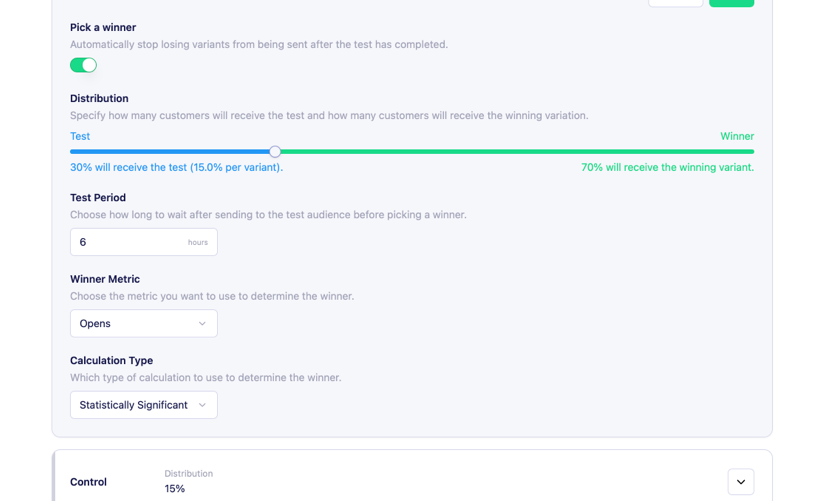 Pick a winner
Automatically stop losing variants from being sent after the test has completed.
Distribution
Specify how many customers will receive the test and how many customers will receive the winning variation.
Test Winner
30% will receive the test (15.0% per variant). 70% will receive the winning variant.
Test Period
Choose how long to wait after sending to the test audience before picking a winner.
6 hours
Winner Metric
Choose the metric you want to use to determine the winner.
Opens
Calculation Type
Which type of calculation to use to determine the winner.
Statistically Significant
Control
Distribution
15%